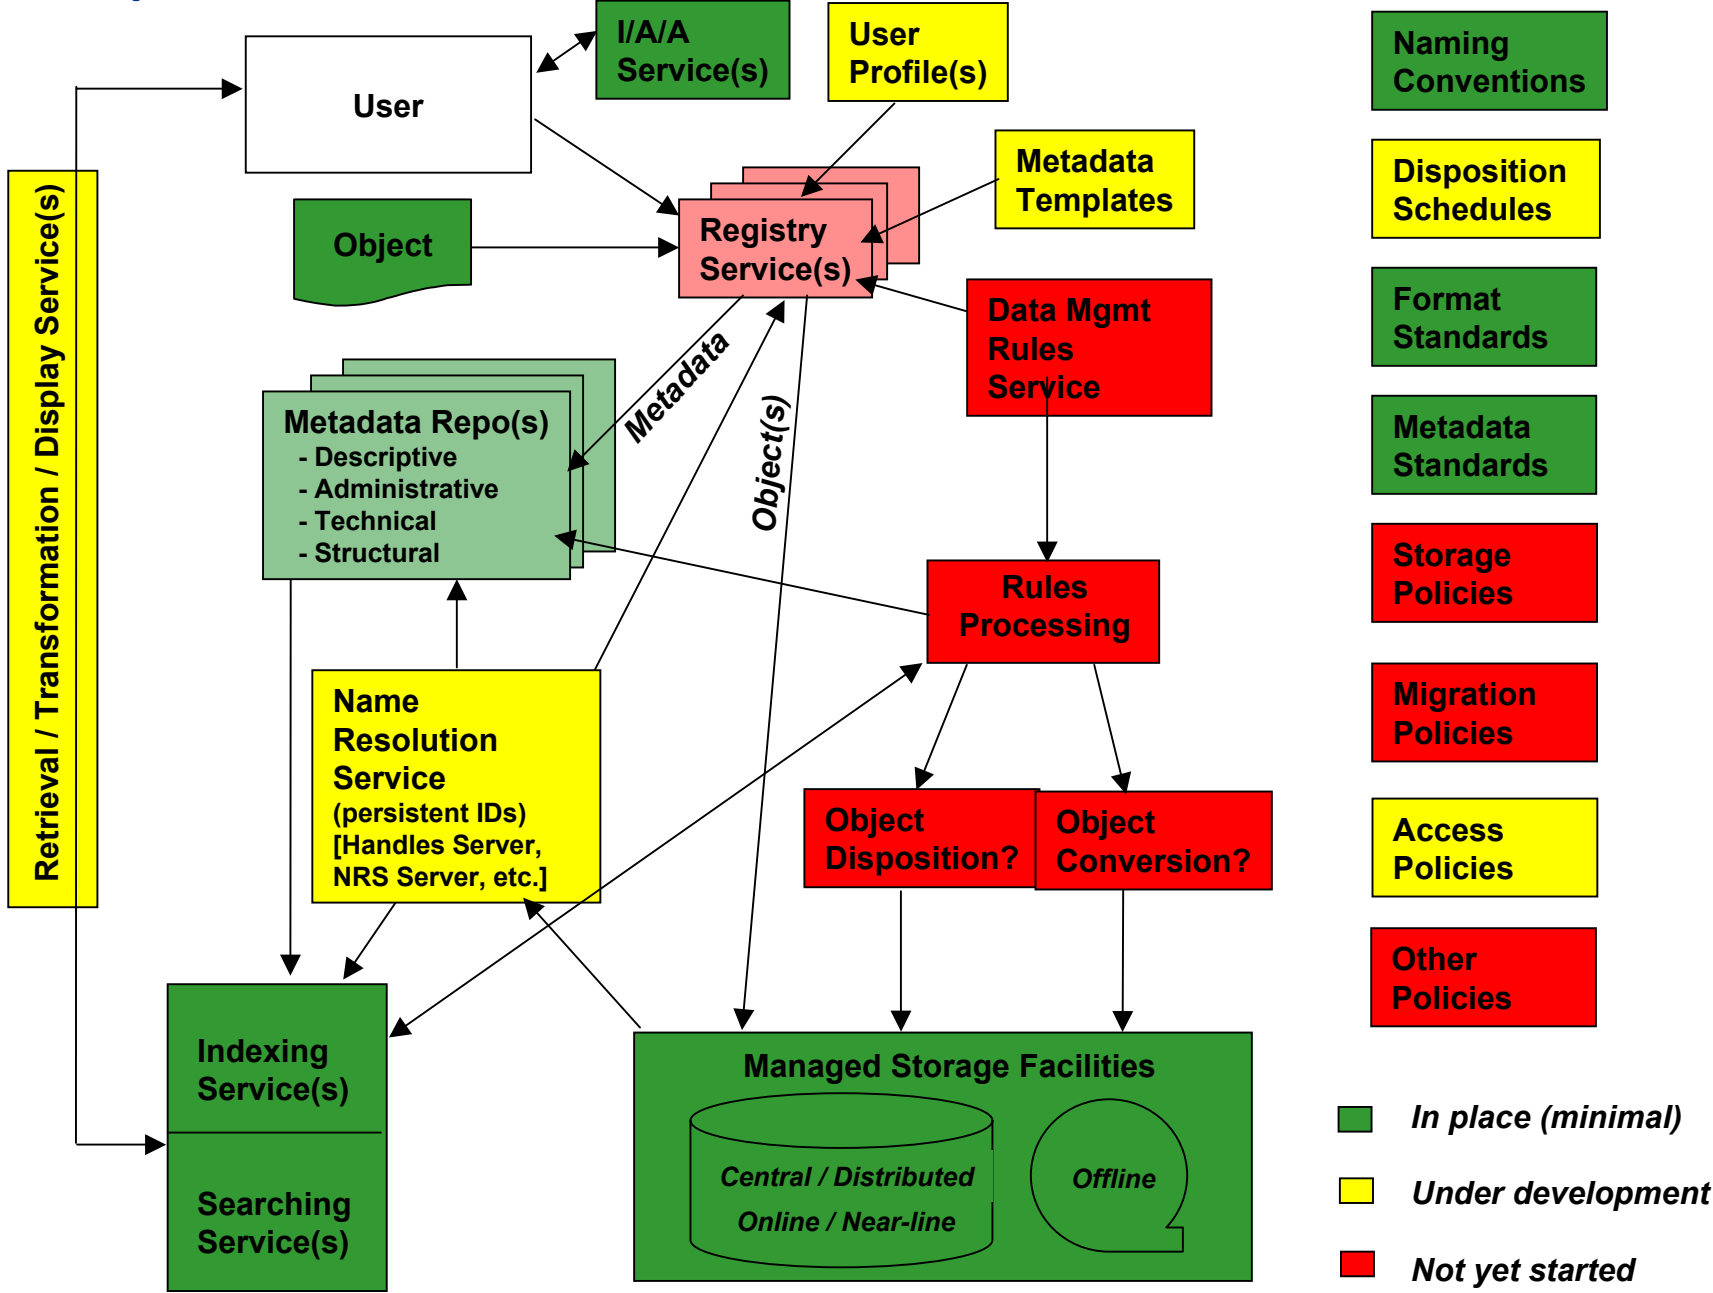 I/A/A
Service(s)
User
Profile(s)
Naming
Conventions
User
Metadata
Templates
Disposition
Schedules
Retrieval / Transformation / Display Service(s)
Object
Registry
Service(s)
Data Mgmt
Rules
Service
Format
Standards
Metadata
Object(s)
Metadata Repo(s)
- Descriptive
- Administrative
- Technical
- Structural
Metadata
Standards
Storage
Policies
Rules
Processing
Name
Resolution
Service
(persistent IDs)
[Handles Server,
NRS Server, etc.]
Migration
Policies
Object
Disposition?
Object
Conversion?
Access
Policies
Other
Policies
Indexing
Service(s)
Searching
Service(s)
Managed Storage Facilities
Central / Distributed
Online / Near-line
Offline
In place (minimal)
Under development
Not yet started